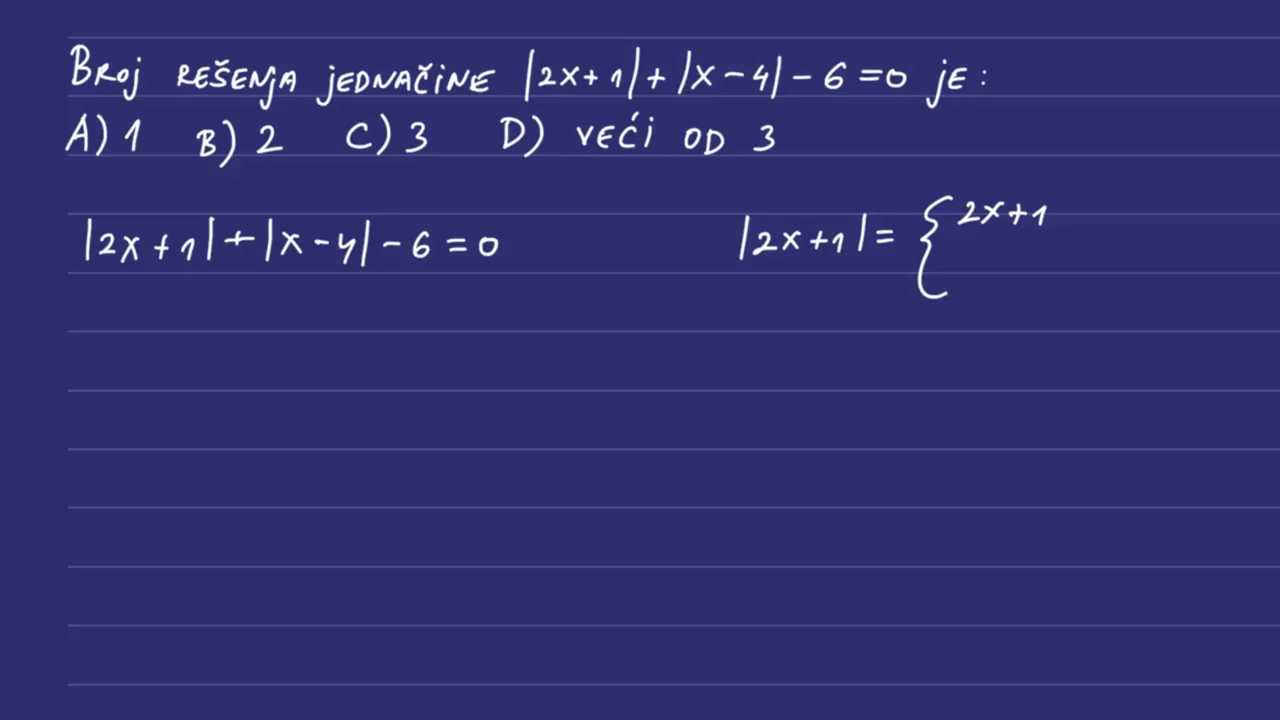 Broj REŠENJA JEDNAČINE |2x+1|+|x-4|-6=0 JE:
A) 1 B) 2 C) 3 D) VEĆI OD 3
|2x+1|+|x-4|-6=0 |2x+1|= { 2x+1